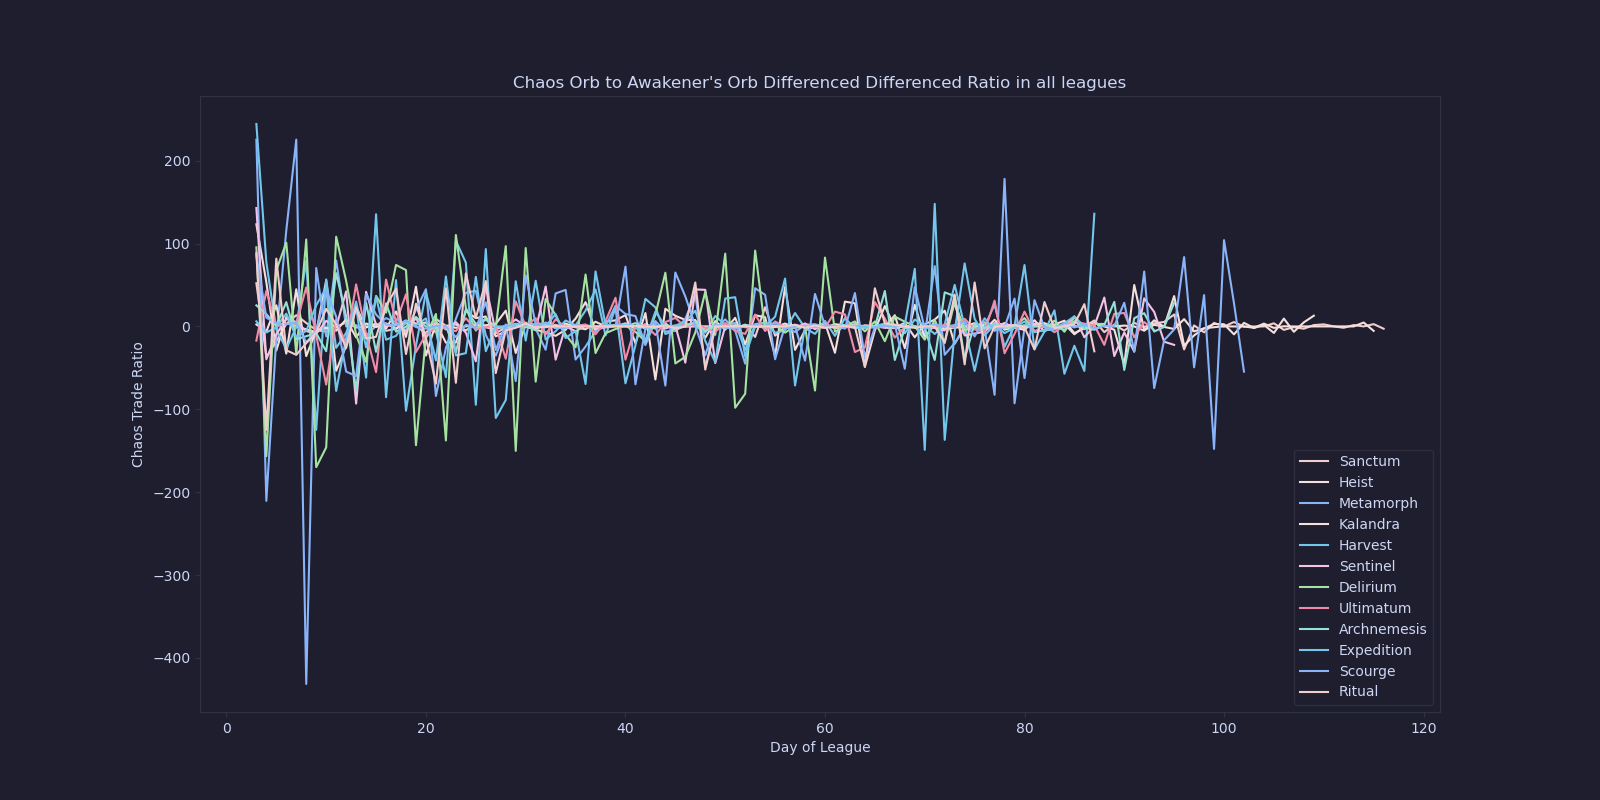 Chaos Orb to Awakener's Orb Differenced Differenced Ratio in all leagues
Chaos Trade Ratio
200
100
0
−100
−200
−300
−400
0
20
40
60
80
100
120
Day of League
Sanctum
Heist
Metamorph
Kalandra
Harvest
Sentinel
Delirium
Ultimatum
Archnemesis
Expedition
Scourge
Ritual